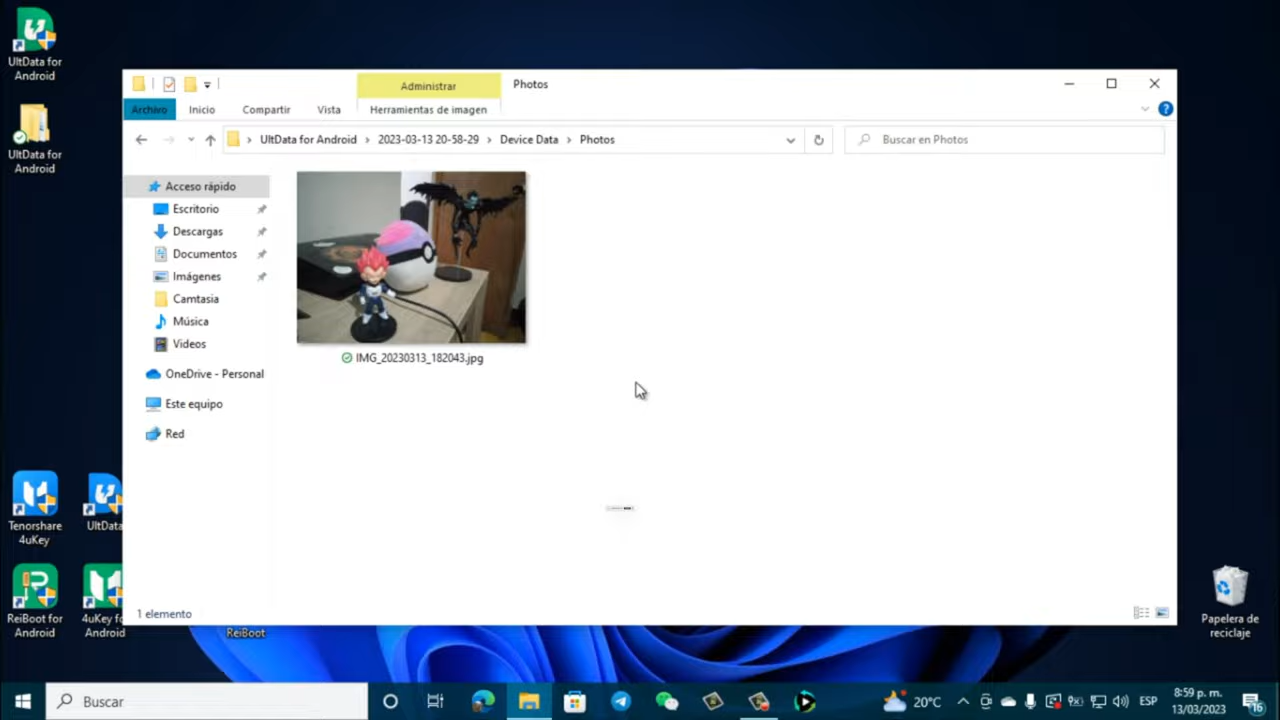 UltData for
Android
UltData for
Android
Tenorshare
4uKey
UltData
ReiBoot for
Android
4uKey fo
Android
ReiBoot
Administrar
Photos
Archivo
Inicio
Compartir
Vista
Herramientas de imagen
UltData for Android
2023-03-13 20-58-29
Device Data
Photos
Buscar en Photos
Acceso rápido
Escritorio
Descargas
Documentos
Imágenes
Camtasia
Música
Videos
OneDrive - Personal
Este equipo
Red
IMG_20230313_182043.jpg
1 elemento
Papelera de
reciclaje
Buscar
20°C
ESP
8:59 p. m.
13/03/2023
16